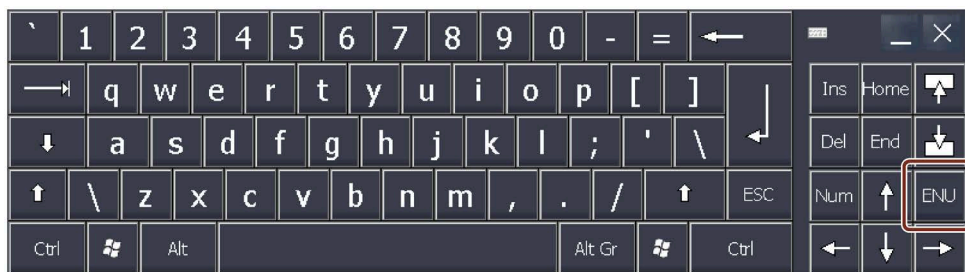 ` 1 2 3 4 5 6 7 8 9 0 - =
q w e r t y u i o p [ ] Ins Home
a s d f g h j k l ; ' \ Del End
\ z x c v b n m , . / ESC Num ENU
Ctrl Alt Alt Gr Ctrl